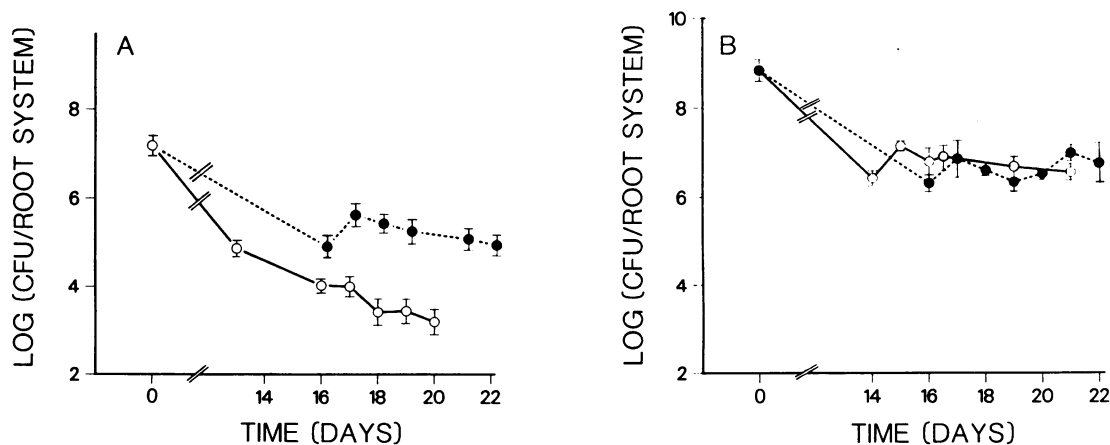 A
LOG (CFU/ROOT SYSTEM)
8
6
4
2
0 14 16 18 20 22
TIME (DAYS)
B
LOG (CFU/ROOT SYSTEM)
10
8
6
4
2
0 14 16 18 20 22
TIME (DAYS)